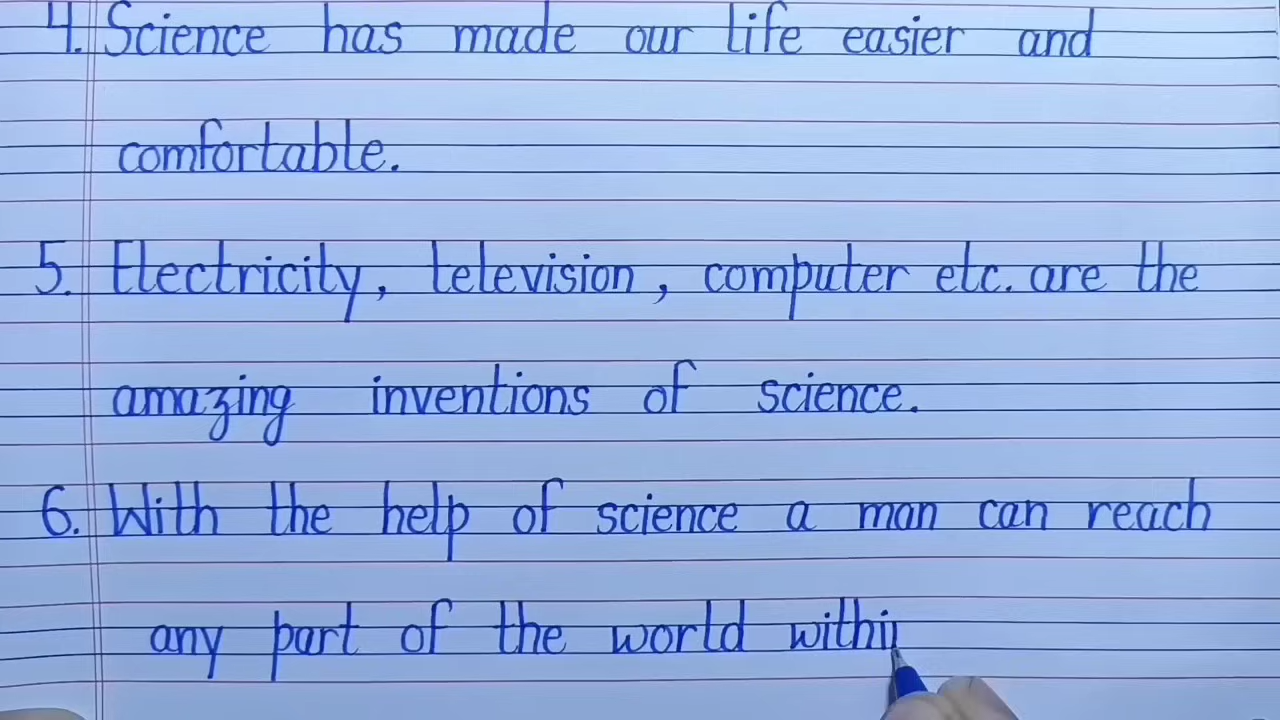 4. Science has made our life easier and
comfortable.
5. Electricity, television, computer etc. are the
amazing inventions of science.
6. With the help of science a man can reach
any part of the world withi